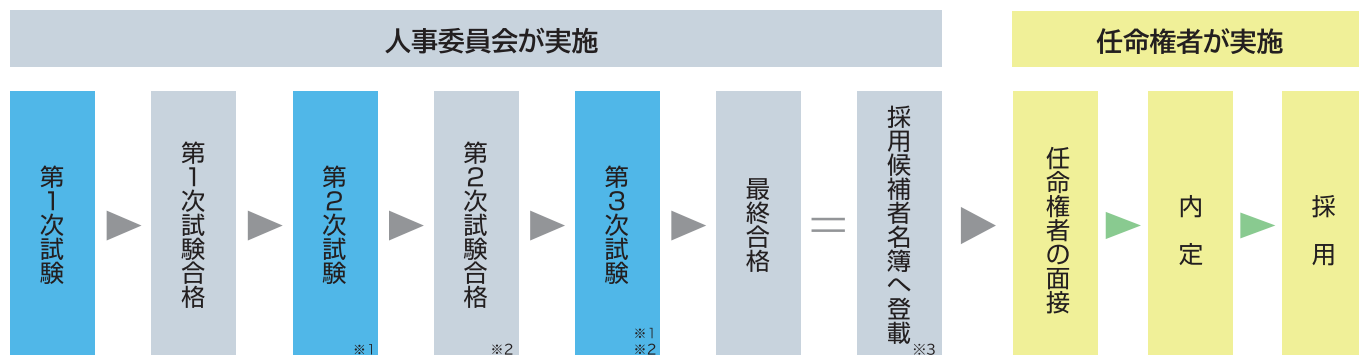 人事委員会が実施
任命権者が実施
第1次試験
第1次試験合格
第2次試験
※1
第2次試験合格
※2
第3次試験
※1
※2
最終合格
＝
採用候補者名簿へ登載
※3
任命権者の面接
内定
採用